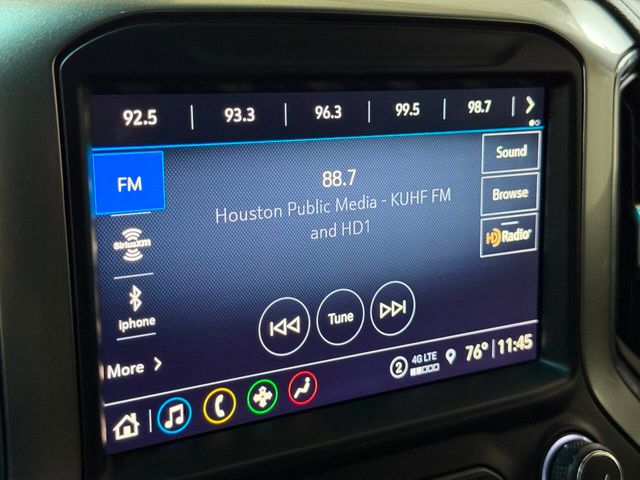 92.5 93.3 96.3 99.5 98.7
FM
88.7
Houston Public Media - KUHF FM
and HD1
Sound
Browse
HD Radio
SiriusXM
iphone
Tune
More
2 4G LTE 76° 11:45